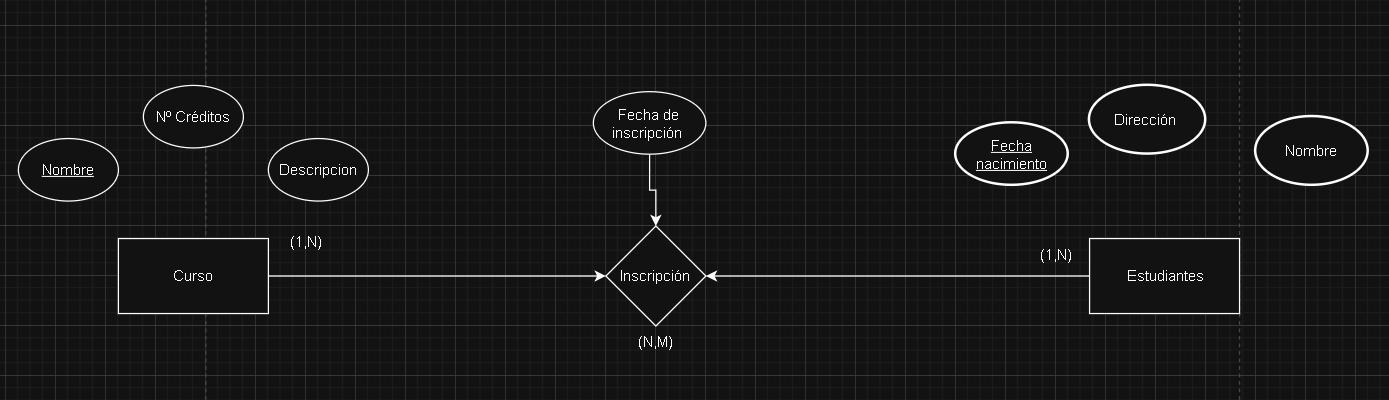 Nº Créditos
Nombre
Descripcion
Fecha de
inscripción
Dirección
Fecha
nacimiento
Nombre
(1,N)
Curso
Inscripción
(N,M)
(1,N)
Estudiantes